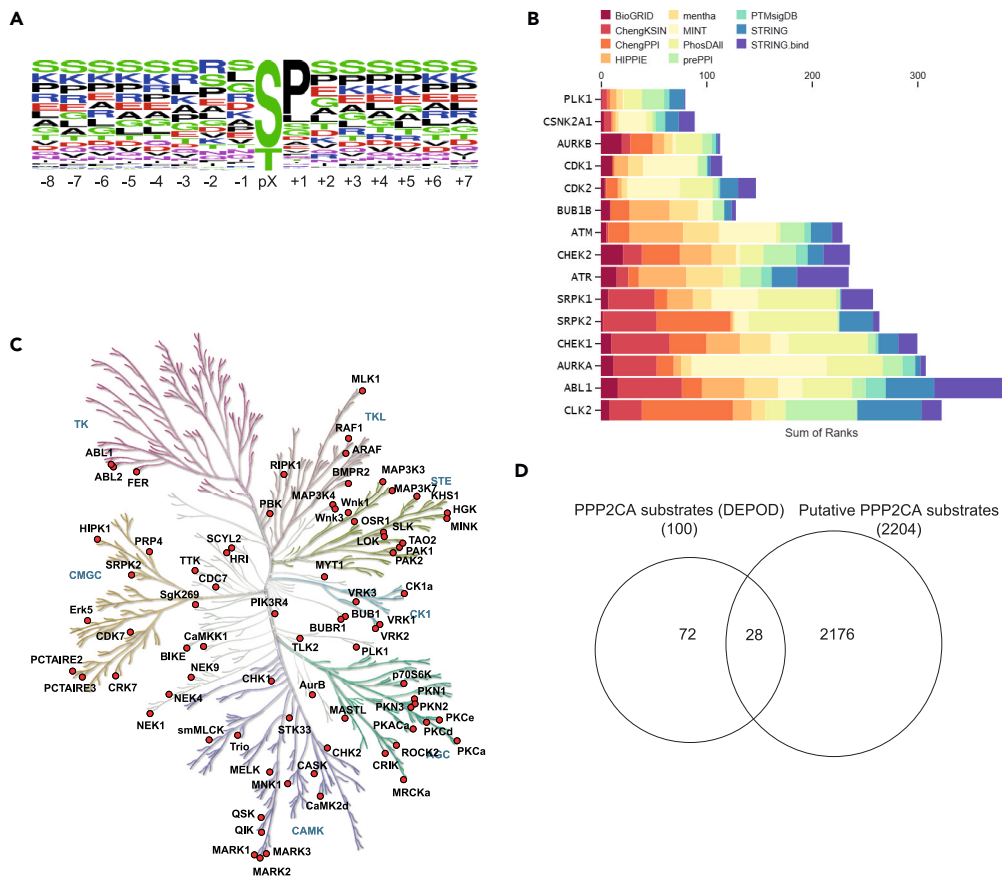 A
-8 -7 -6 -5 -4 -3 -2 -1 pX +1 +2 +3 +4 +5 +6 +7
B
BioGRID mentha PTMsigDB
ChengKSIN MINT STRING
ChengPPI PhosDAll STRING.bind
HIPPIE prePPI
0 100 200 300
PLK1
CSNK2A1
AURKB
CDK1
CDK2
BUB1B
ATM
CHEK2
ATR
SRPK1
SRPK2
CHEK1
AURKA
ABL1
CLK2
Sum of Ranks
C
MLK1
TK
TKL
RAF1
ARAF
ABL1
ABL2
FER
RIPK1
BMPR2
MAP3K3
STE
MAP3K7
KHS1
MAP3K4
Wnk1
HGK
PBK
Wnk3
OSR1
SLK
MINK
HIPK1
PRP4
SCYL2
LOK
TAO2
HRI
PAK1
PAK2
SRPK2
TTK
MYT1
CMGC
CDC7
CK1a
SgK269
VRK3
PIK3R4
BUB1
CK1
Erk5
VRK1
BUBR1
VRK2
CDK7
CaMKK1
TLK2
PLK1
BIKE
PCTAIRE2
NEK9
p70S6K
PCTAIRE3
CRK7
CHK1
AurB
PKN1
NEK4
PKN3
PKN2
MASTL
PKCe
NEK1
PKACa
PKCd
smMLCK
STK33
Trio
CHK2
ROCK2
AGC
PKCa
CRIK
MELK
CASK
MNK1
MRCKa
CaMK2d
QSK
QIK
CAMK
MARK1
MARK3
MARK2
D
PPP2CA substrates (DEPOD)
(100)
Putative PPP2CA substrates
(2204)
72 28 2176